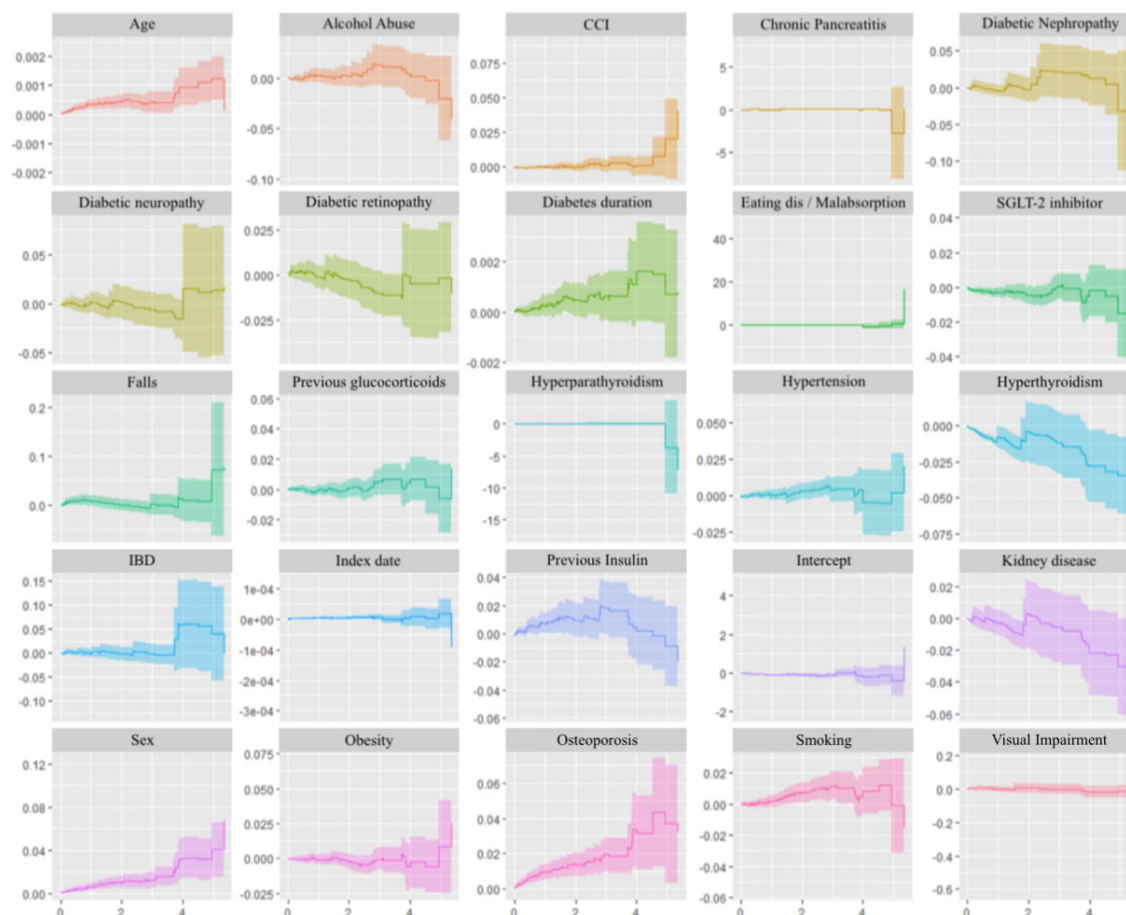 Age Alcohol Abuse CCI Chronic Pancreatitis Diabetic Nephropathy
0.002 0.001 0.000 -0.001 -0.002
0.00 -0.05 -0.10
0.075 0.050 0.025 0.000
0 -5
0.05 0.00 -0.05 -0.10
Diabetic neuropathy Diabetic retinopathy Diabetes duration Eating dis / Malabsorption SGLT-2 inhibitor
0.05 0.00 -0.05
0.025 0.000 -0.025
0.002 0.000 -0.002
40 20 0
0.04 0.02 0.00 -0.02 -0.04
Falls Previous glucocorticoids Hyperparathyroidism Hypertension Hyperthyroidism
0.2 0.1 0.0
0.06 0.04 0.02 0.00 -0.02
0 -5 -10 -15
0.050 0.025 0.000 -0.025
0.000 -0.025 -0.050 -0.075
IBD Index date Previous Insulin Intercept Kidney disease
0.15 0.10 0.05 0.00 -0.05 -0.10
1e-04 0e+00 -1e-04 -2e-04 -3e-04
0.04 0.02 0.00 -0.02 -0.04 -0.06
4 2 0 -2
0.02 0.00 -0.02 -0.04 -0.06
Sex Obesity Osteoporosis Smoking Visual Impairment
0.12 0.08 0.04 0.00
0.075 0.050 0.025 0.000 -0.025
0.06 0.04 0.02 0.00
0.02 0.00 -0.02 -0.04 -0.06
0.2 0.0 -0.2 -0.4 -0.6
0 2 4 0 2 4 0 2 4 0 2 4 0 2 4